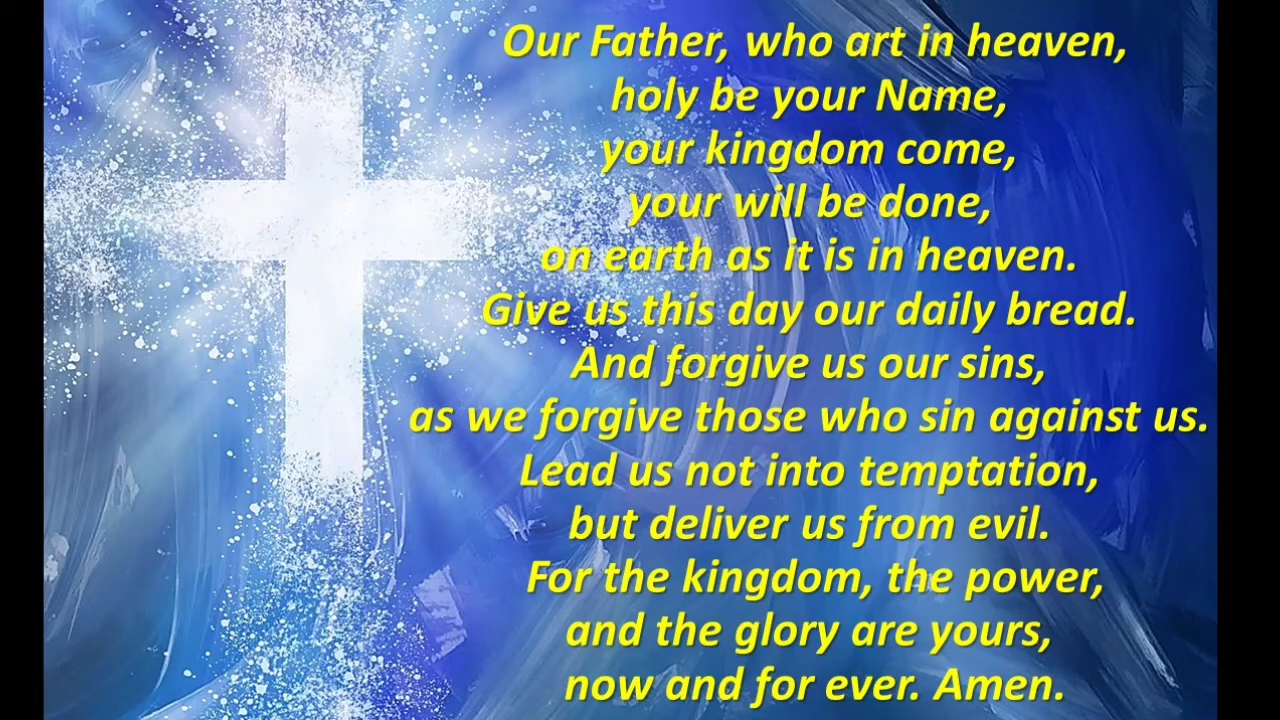 Our Father, who art in heaven,
holy be your Name,
your kingdom come,
your will be done,
on earth as it is in heaven.
Give us this day our daily bread.
And forgive us our sins,
as we forgive those who sin against us.
Lead us not into temptation,
but deliver us from evil.
For the kingdom, the power,
and the glory are yours,
now and for ever. Amen.